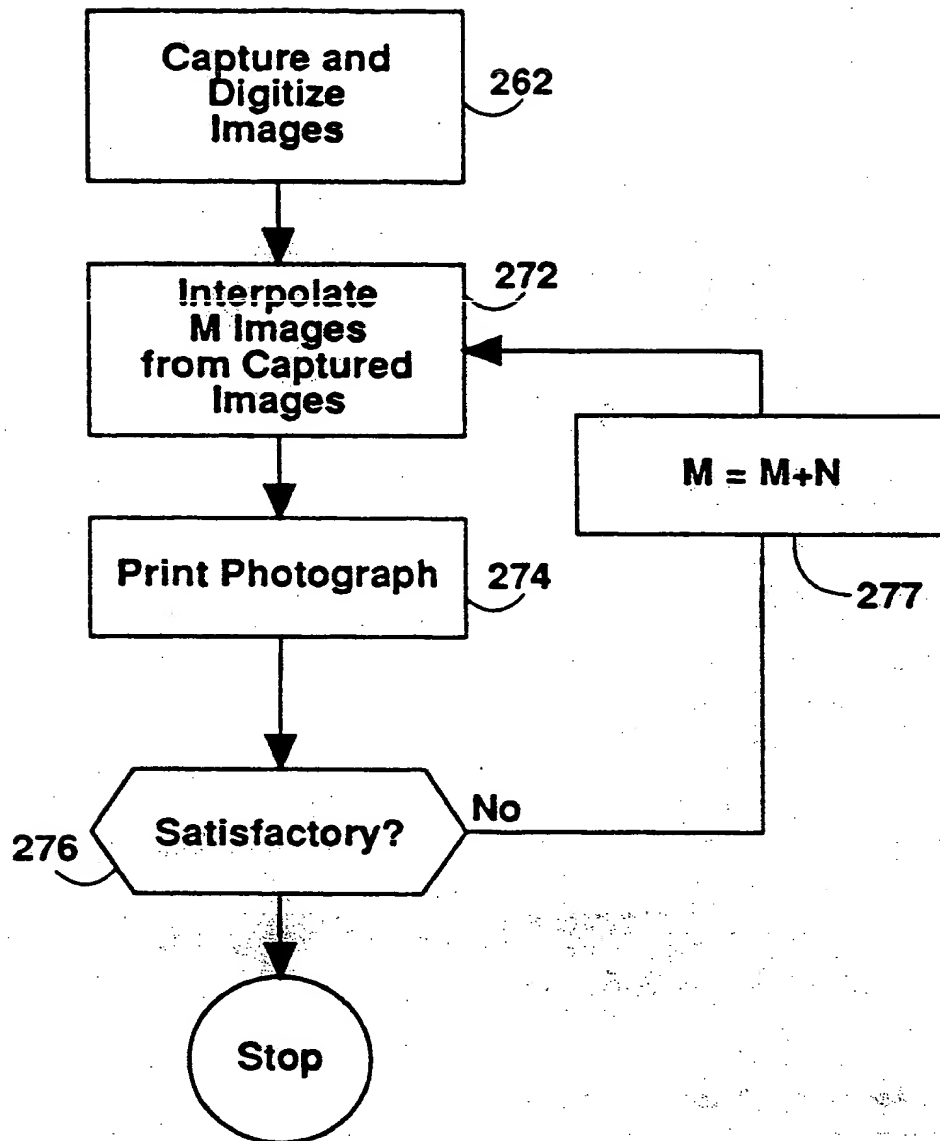 Capture and
Digitize
Images
262
Interpolate
M Images
from Captured
Images
272
M = M+N
277
Print Photograph
274
Satisfactory?
No
276
Stop